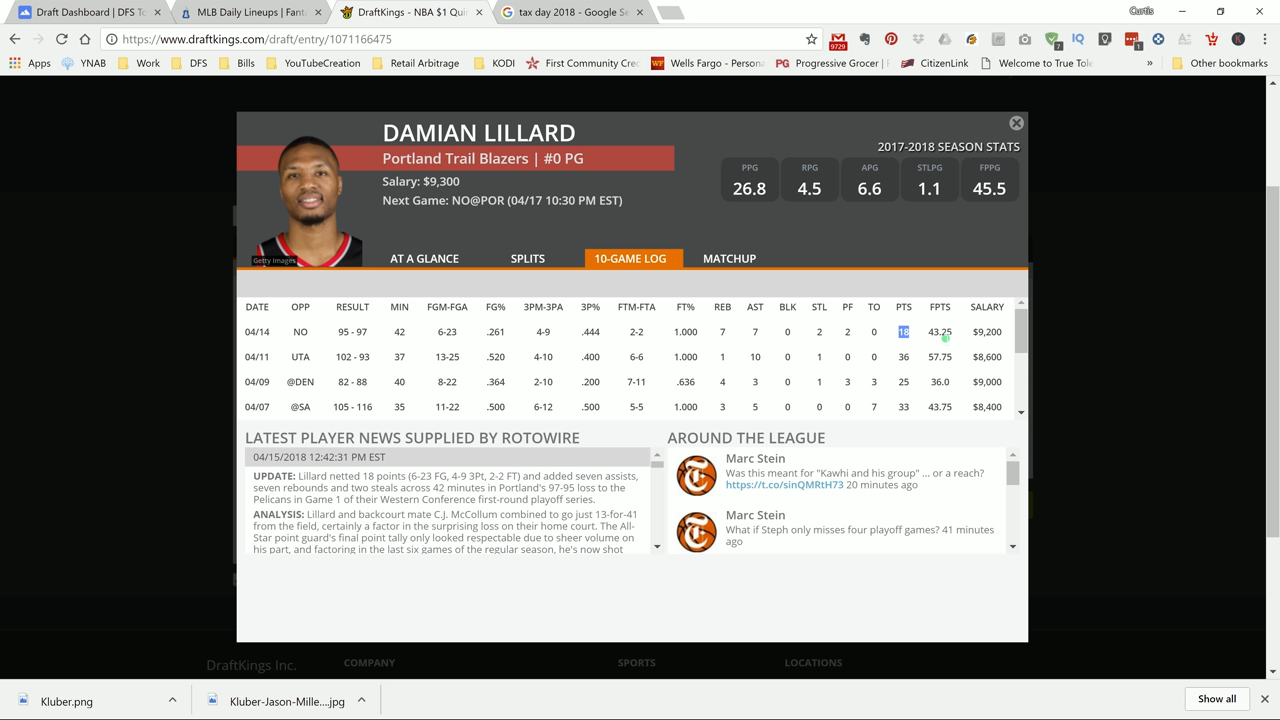 Draft Dashboard | DFS To
MLB Daily Lineups | Fant
DraftKings - NBA $1 Qui
tax day 2018 - Google Se
Curtis
https://www.draftkings.com/draft/entry/1071166475
9729
7
1
Apps
YNAB
Work
DFS
Bills
YouTubeCreation
Retail Arbitrage
KODI
First Community Cre
Wells Fargo - Persona
Progressive Grocer |
CitizenLink
Welcome to True Tole
»
Other bookmarks
DAMIAN LILLARD
Portland Trail Blazers | #0 PG
Salary: $9,300
Next Game: NO@POR (04/17 10:30 PM EST)
Getty Images
2017-2018 SEASON STATS
PPG RPG APG STLPG FPPG
26.8 4.5 6.6 1.1 45.5
AT A GLANCE SPLITS 10-GAME LOG MATCHUP
DATE OPP RESULT MIN FGM-FGA FG% 3PM-3PA 3P% FTM-FTA FT% REB AST BLK STL PF TO PTS FPTS SALARY
04/14 NO 95 - 97 42 6-23 .261 4-9 .444 2-2 1.000 7 7 0 2 2 0 18 43.25 $9,200
04/11 UTA 102 - 93 37 13-25 .520 4-10 .400 6-6 1.000 1 10 0 1 0 0 36 57.75 $8,600
04/09 @DEN 82 - 88 40 8-22 .364 2-10 .200 7-11 .636 4 3 0 1 3 3 25 36.0 $9,000
04/07 @SA 105 - 116 35 11-22 .500 6-12 .500 5-5 1.000 3 5 0 0 0 7 33 43.75 $8,400
LATEST PLAYER NEWS SUPPLIED BY ROTOWIRE
04/15/2018 12:42:31 PM EST
UPDATE: Lillard netted 18 points (6-23 FG, 4-9 3Pt, 2-2 FT) and added seven assists,
seven rebounds and two steals across 42 minutes in Portland's 97-95 loss to the
Pelicans in Game 1 of their Western Conference first-round playoff series.
ANALYSIS: Lillard and backcourt mate C.J. McCollum combined to go just 13-for-41
from the field, certainly a factor in the surprising loss on their home court. The All-
Star point guard's final point tally only looked respectable due to sheer volume on
his part, and factoring in the last six games of the regular season, he's now shot
AROUND THE LEAGUE
Marc Stein
Was this meant for "Kawhi and his group" ... or a reach?
https://t.co/sinQMRtH73 20 minutes ago
Marc Stein
What if Steph only misses four playoff games? 41 minutes
ago
DraftKings Inc.
COMPANY
SPORTS
LOCATIONS
Kluber.png
Kluber-Jason-Mille....jpg
Show all